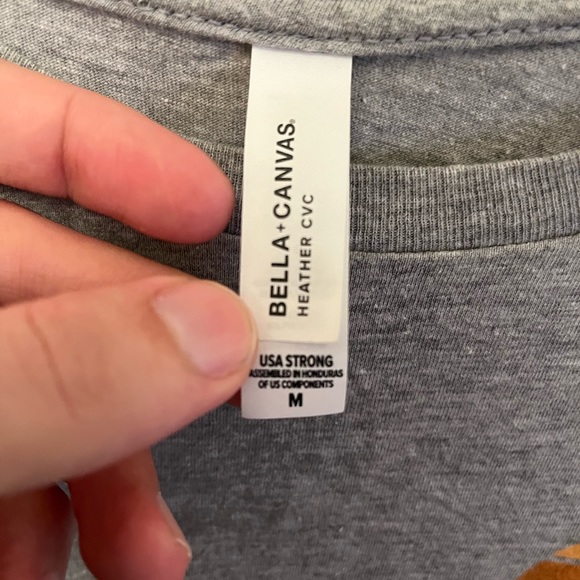 BELLA+CANVAS®
HEATHER CVC
USA STRONG
ASSEMBLED IN HONDURAS
OF US COMPONENTS
M